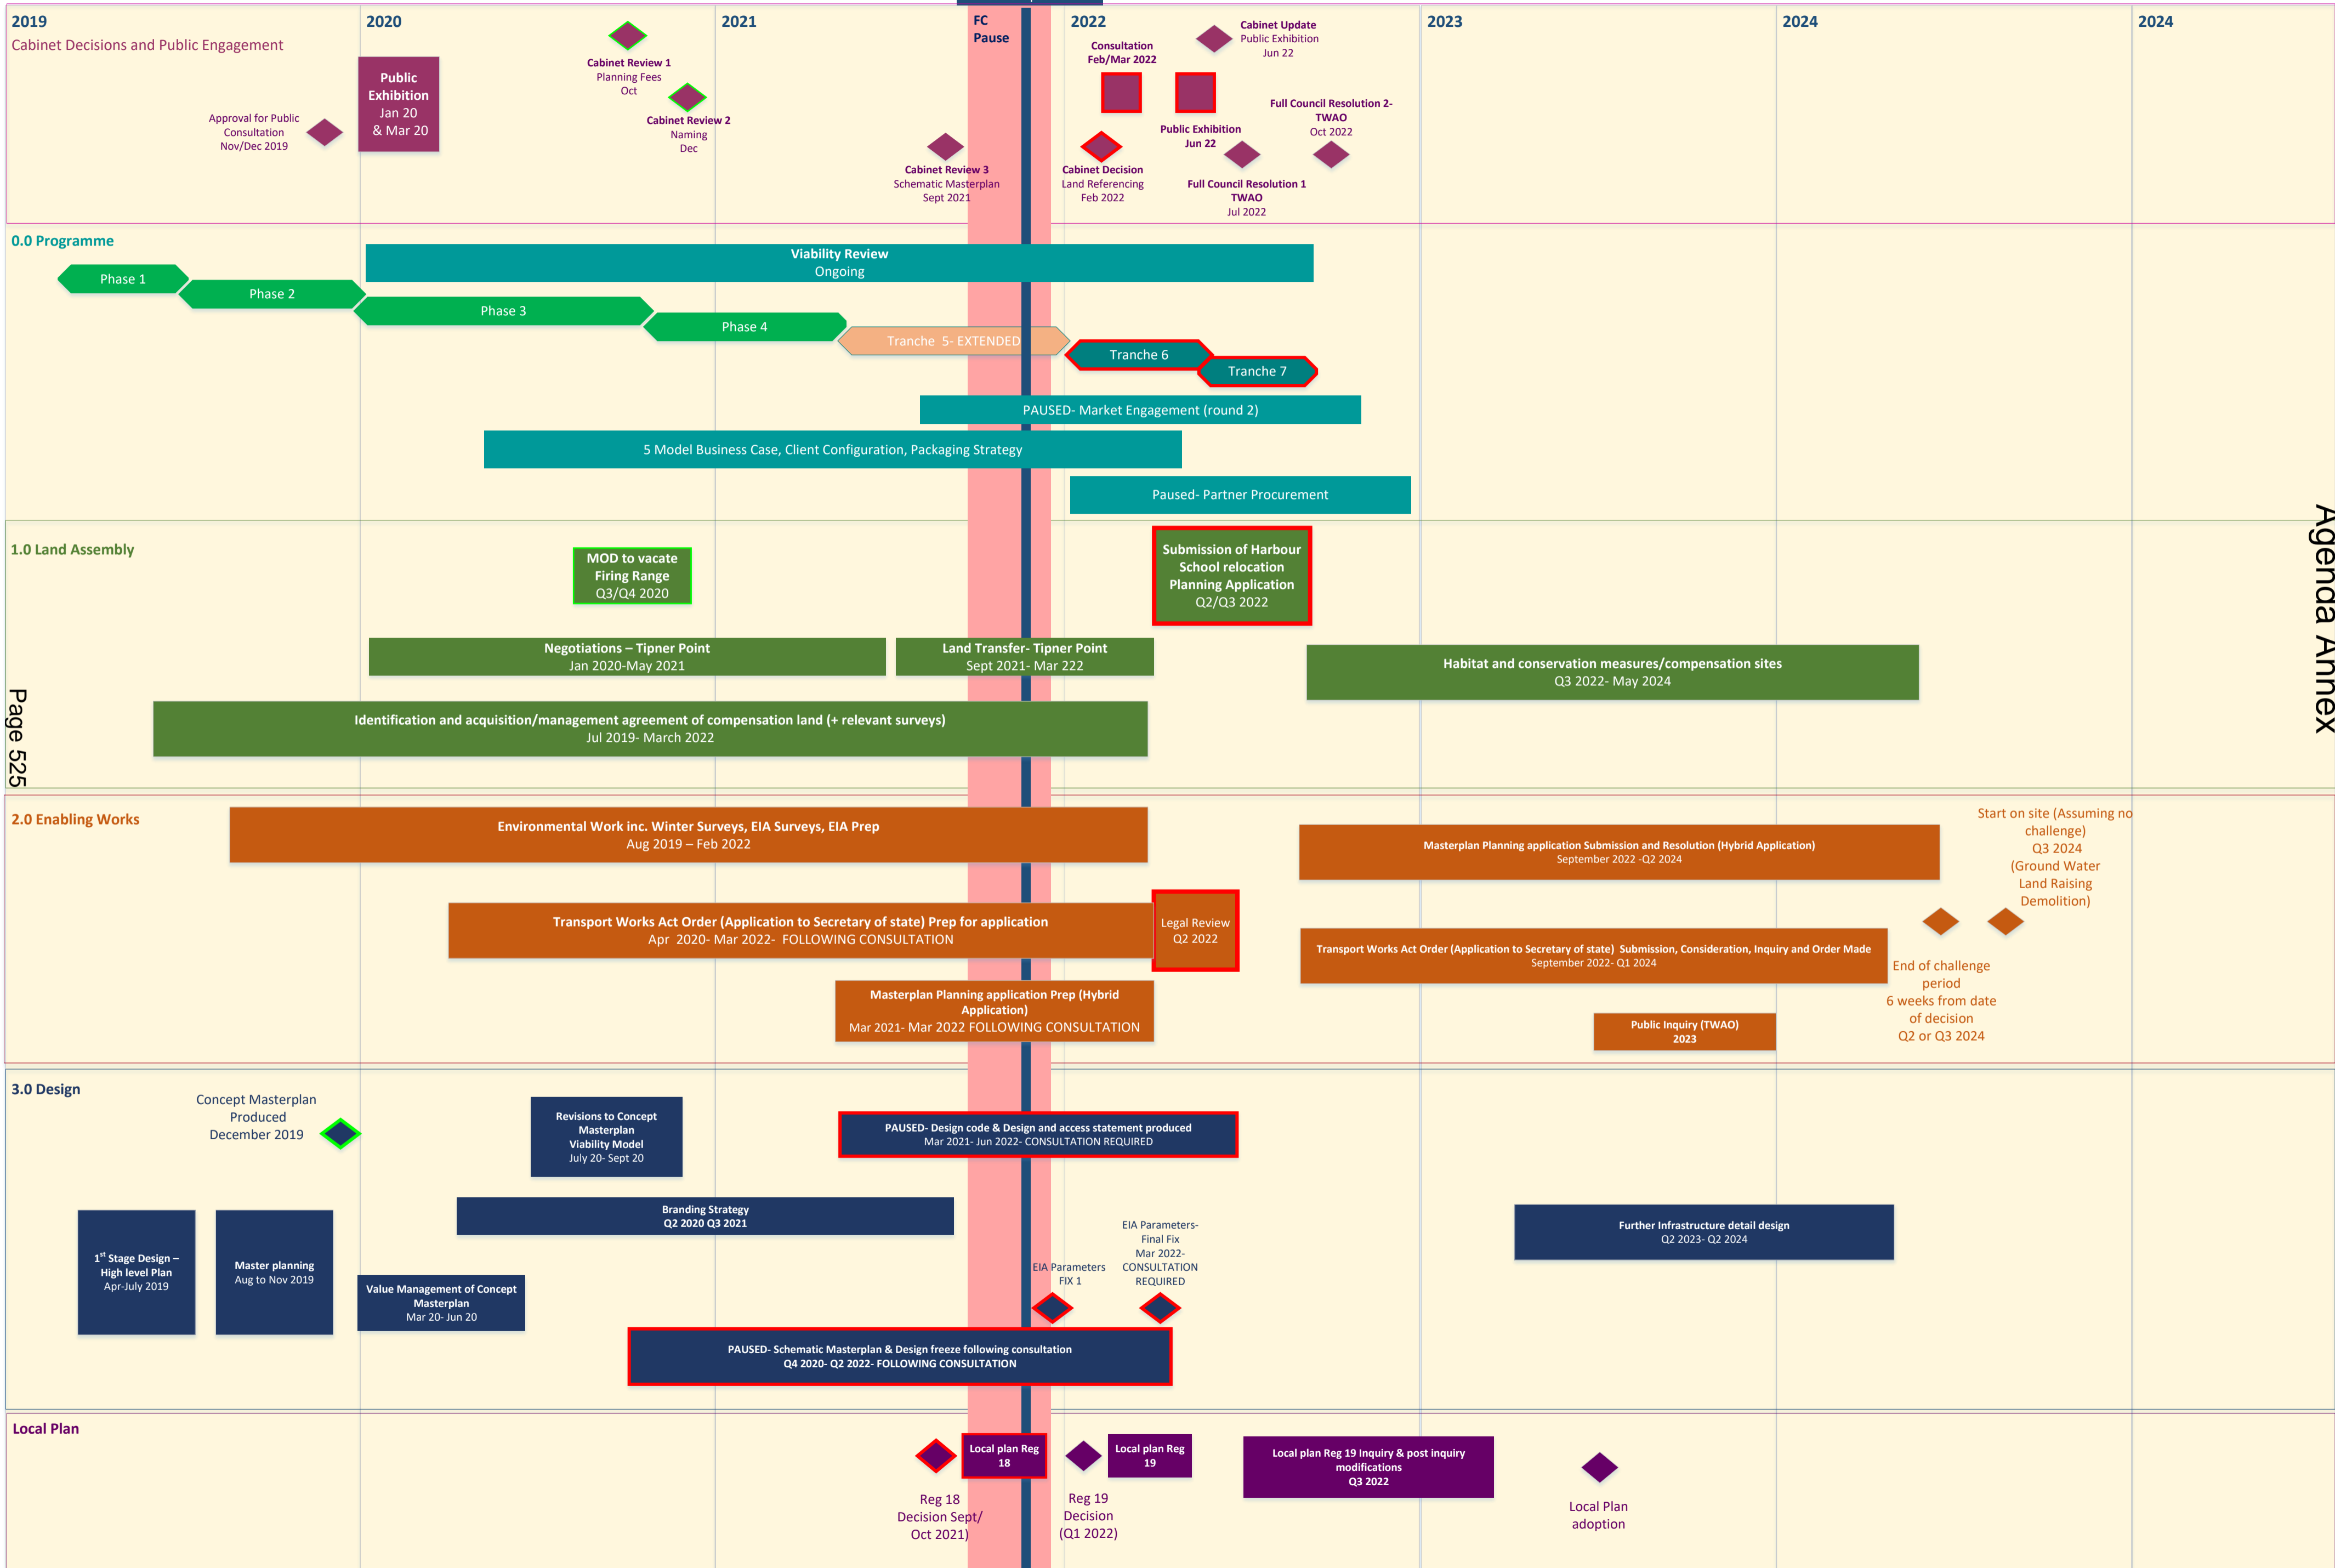 2019
2020
2021
FC
Pause
2022
2023
2024
2024
Cabinet Decisions and Public Engagement
Approval for Public
Consultation
Nov/Dec 2019
Public
Exhibition
Jan 20
& Mar 20
Cabinet Review 1
Planning Fees
Oct
Cabinet Review 2
Naming
Dec
Cabinet Review 3
Schematic Masterplan
Sept 2021
Consultation
Feb/Mar 2022
Cabinet Decision
Land Referencing
Feb 2022
Cabinet Update
Public Exhibition
Jun 22
Public Exhibition
Jun 22
Full Council Resolution 1
TWAO
Jul 2022
Full Council Resolution 2-
TWAO
Oct 2022
0.0 Programme
Viability Review
Ongoing
Phase 1
Phase 2
Phase 3
Phase 4
Tranche 5- EXTENDED
Tranche 6
Tranche 7
PAUSED- Market Engagement (round 2)
5 Model Business Case, Client Configuration, Packaging Strategy
Paused- Partner Procurement
Agenda Annex
1.0 Land Assembly
MOD to vacate
Firing Range
Q3/Q4 2020
Submission of Harbour
School relocation
Planning Application
Q2/Q3 2022
Negotiations – Tipner Point
Jan 2020-May 2021
Land Transfer- Tipner Point
Sept 2021- Mar 222
Habitat and conservation measures/compensation sites
Q3 2022- May 2024
Identification and acquisition/management agreement of compensation land (+ relevant surveys)
Jul 2019- March 2022
Page 525
2.0 Enabling Works
Environmental Work inc. Winter Surveys, EIA Surveys, EIA Prep
Aug 2019 – Feb 2022
Masterplan Planning application Submission and Resolution (Hybrid Application)
September 2022 -Q2 2024
Start on site (Assuming no
challenge)
Q3 2024
(Ground Water
Land Raising
Demolition)
Transport Works Act Order (Application to Secretary of state) Prep for application
Apr 2020- Mar 2022- FOLLOWING CONSULTATION
Legal Review
Q2 2022
Transport Works Act Order (Application to Secretary of state) Submission, Consideration, Inquiry and Order Made
September 2022- Q1 2024
End of challenge
period
6 weeks from date
of decision
Q2 or Q3 2024
Masterplan Planning application Prep (Hybrid
Application)
Mar 2021- Mar 2022 FOLLOWING CONSULTATION
Public Inquiry (TWAO)
2023
3.0 Design
Concept Masterplan
Produced
December 2019
Revisions to Concept
Masterplan
Viability Model
July 20- Sept 20
PAUSED- Design code & Design and access statement produced
Mar 2021- Jun 2022- CONSULTATION REQUIRED
1st Stage Design –
High level Plan
Apr-July 2019
Master planning
Aug to Nov 2019
Branding Strategy
Q2 2020 Q3 2021
Value Management of Concept
Masterplan
Mar 20- Jun 20
EIA Parameters
FIX 1
EIA Parameters-
Final Fix
Mar 2022-
CONSULTATION
REQUIRED
Further Infrastructure detail design
Q2 2023- Q2 2024
PAUSED- Schematic Masterplan & Design freeze following consultation
Q4 2020- Q2 2022- FOLLOWING CONSULTATION
Local Plan
Reg 18
Decision Sept/
Oct 2021)
Local plan Reg
18
Reg 19
Decision
(Q1 2022)
Local plan Reg
19
Local plan Reg 19 Inquiry & post inquiry
modifications
Q3 2022
Local Plan
adoption